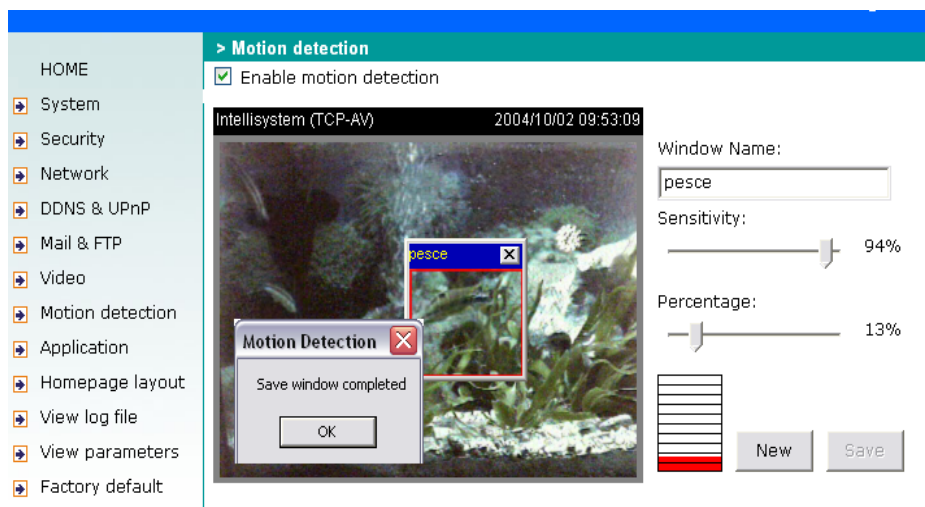 > Motion detection
HOME
Enable motion detection
System
Security
Network
DDNS & UPnP
Mail & FTP
Video
Motion detection
Application
Homepage layout
View log file
View parameters
Factory default
Intellisystem (TCP-AV) 2004/10/02 09:53:09
pesce
Motion Detection
Save window completed
OK
Window Name:
pesce
Sensitivity:
94%
Percentage:
13%
New
Save